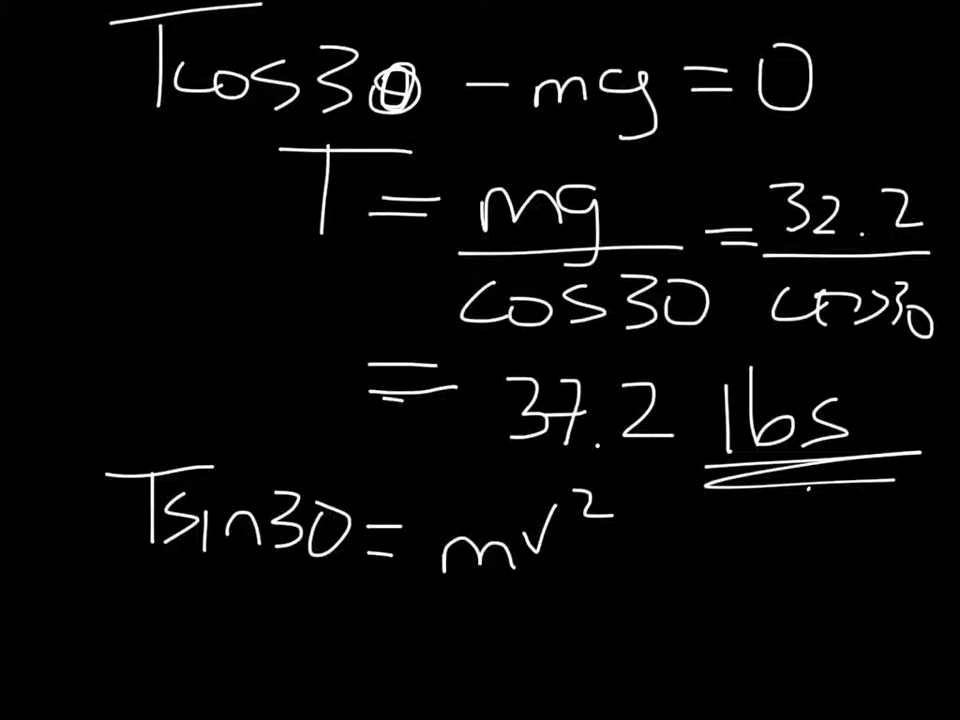 Tcos30 - mg = 0
T = mg/cos30 = 32.2/cos30
= 37.2 lbs
Tsin30 = mv²